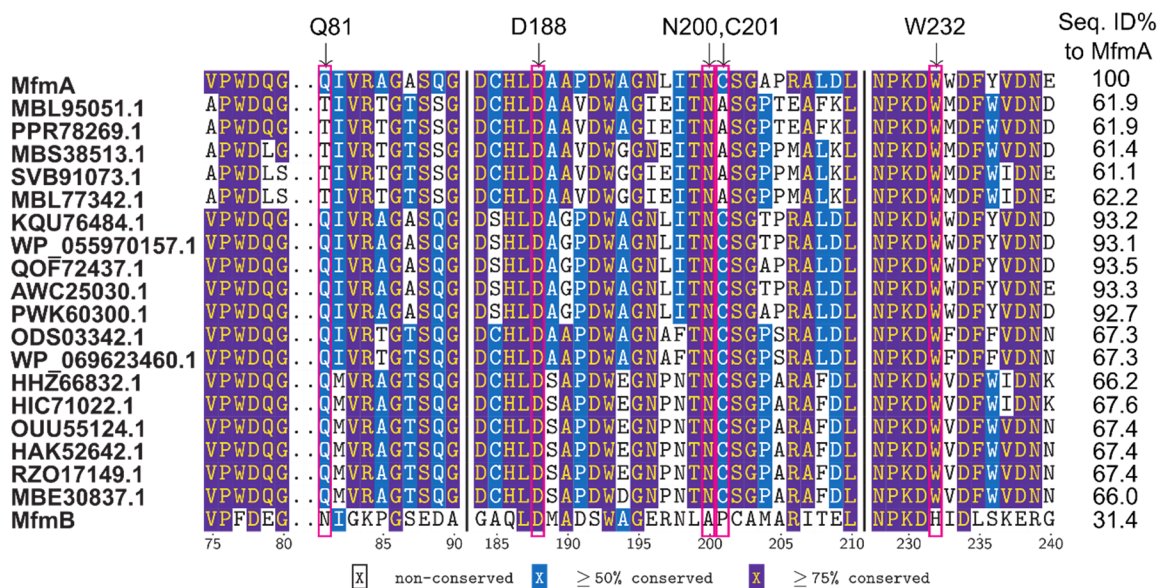 Q81 D188 N200,C201 W232 Seq. ID%
to MfmA
MfmA VPWDQG..QIVRAGASQG DCHLDAAPDWAGNLITNCSGAPRALDL NPKDWWDFYVDNE 100
MBL95051.1 APWDQG..TIVRTGTSSG DCHLDAAVDWAGIEITNASGPTEAFKL NPKDWWDFWVDND 61.9
PPR78269.1 APWDQG..TIVRTGTSSG DCHLDAAVDWAGIEITNASGPTEAFKL NPKDWWDFWVDND 61.9
MBS38513.1 APWDLG..TIVRTGTSSG DCHLDAAVDWGGNEITNASGPPMALKL NPKDWWDFWVDND 61.4
SVB91073.1 APWDLS..TIVRTGTSSG DCHLDAAVDWGGIEITNASGPPMALKL NPKDWWDFWIDNE 61.1
MBL77342.1 APWDLS..TIVRTGTSSG DCHLDAAVDWGGIEITNASGPPMALKL NPKDWWDFWVDNE 62.2
KQU76484.1 VPWDQG..QIVRAGASQG DSHLDAGPDWAGNLITNCSGTPRALDL NPKDWWDFYVDND 93.2
WP_055970157.1 VPWDQG..QIVRAGASQG DSHLDAGPDWAGNLITNCSGTPRALDL NPKDWWDFYVDND 93.1
QOF72437.1 VPWDQG..QIVRAGASQG DSHLDAGPDWAGNLITNCSGAPRALDL NPKDWWDFYVDND 93.5
AWC25030.1 VPWDQG..QIVRAGASQG DSHLDAGPDWAGNLITNCSGTPRALDL NPKDWWDFYVDND 93.3
PWK60300.1 VPWDQG..QIVRAGASQG DSHLDAGPDWAGNLITNCSGTPRALDL NPKDWWDFYVDND 92.7
ODS03342.1 VPWDQG..QIVRTGTSQG DCHLDAAPDWAGNAFTNCSGPSRALDL NPKDWFDFFVDNN 67.3
WP_069623460.1 VPWDQG..QIVRTGTSQG DCHLDAAPDWAGNAFTNCSGPSRALDL NPKDWFDFFVDNN 67.3
HHZ66832.1 VPWDQG..QMVRAGTSQG DCHLDSAPDWEGNPNTNCSGPARAFDL NPKDWVDFWIDNK 66.2
HIC71022.1 VPWDQG..QMVRAGTSQG DCHLDSAPDWEGNPNTNCSGPARAFDL NPKDWVDFWIDNK 67.6
OUU55124.1 VPWDQG..QMVRAGTSQG DCHLDSAPDWEGNPNTNCSGPARAFDL NPKDWVDFWVDNN 67.4
HAK52642.1 VPWDQG..QMVRAGTSQG DCHLDSAPDWEGNPNTNCSGPARAFDL NPKDWVDFWVDNN 67.4
RZO17149.1 VPWDQG..QMVRAGTSQG DCHLDSAPDWEGNPNTNCSGPARAFDL NPKDWVDFWVDNN 67.4
MBE30837.1 VPWDQG..QMVRAGTSQG DCHLDSAPDWDGNPNTNCSGPARAFDL NPKDWVDFWVDNN 66.0
MfmB VPFDEG..NIGKPGSEDA GAQLDMADSWAGERNLAPCAMARITEL NPKDHIDLSKERG 31.4
75 80 85 90 185 190 195 200 205 210 230 235 240
X non-conserved X ≥ 50% conserved X ≥ 75% conserved